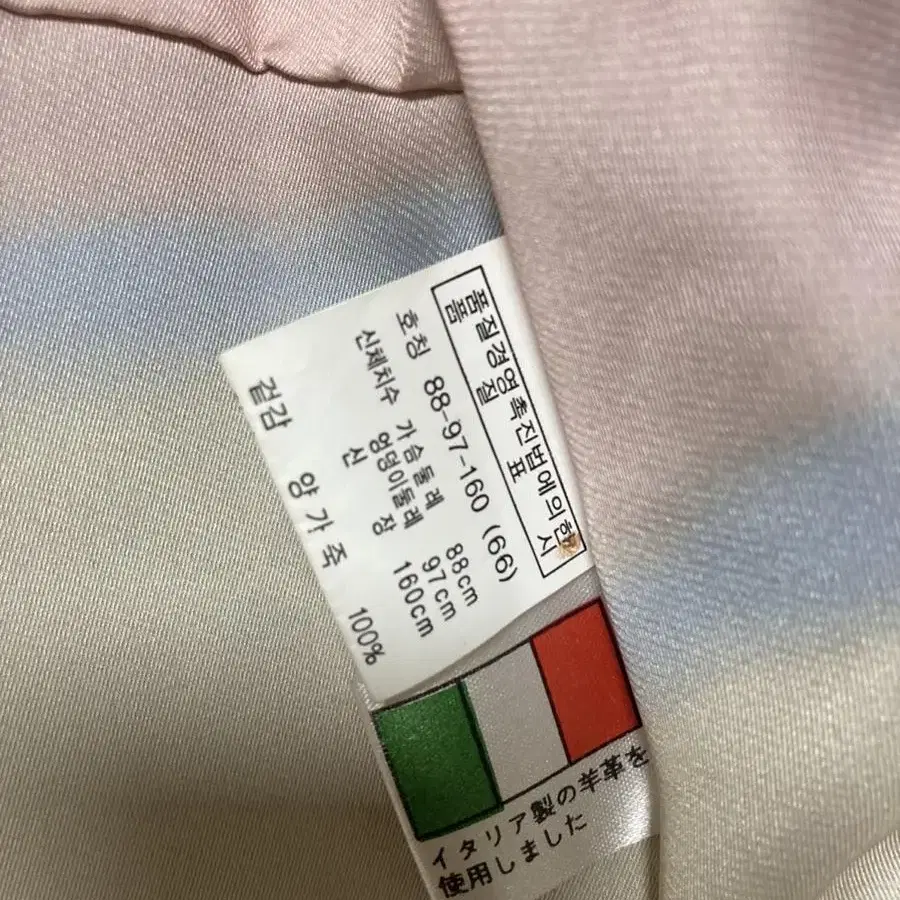 품질경영촉진법에의한
품 질 표 시
호칭 88-97-160 (66)
신체치수 가슴둘레 88cm
엉덩이둘레 97cm
신 장 160cm
겉감 양가죽 100%
イタリア製の羊革を
使用しました